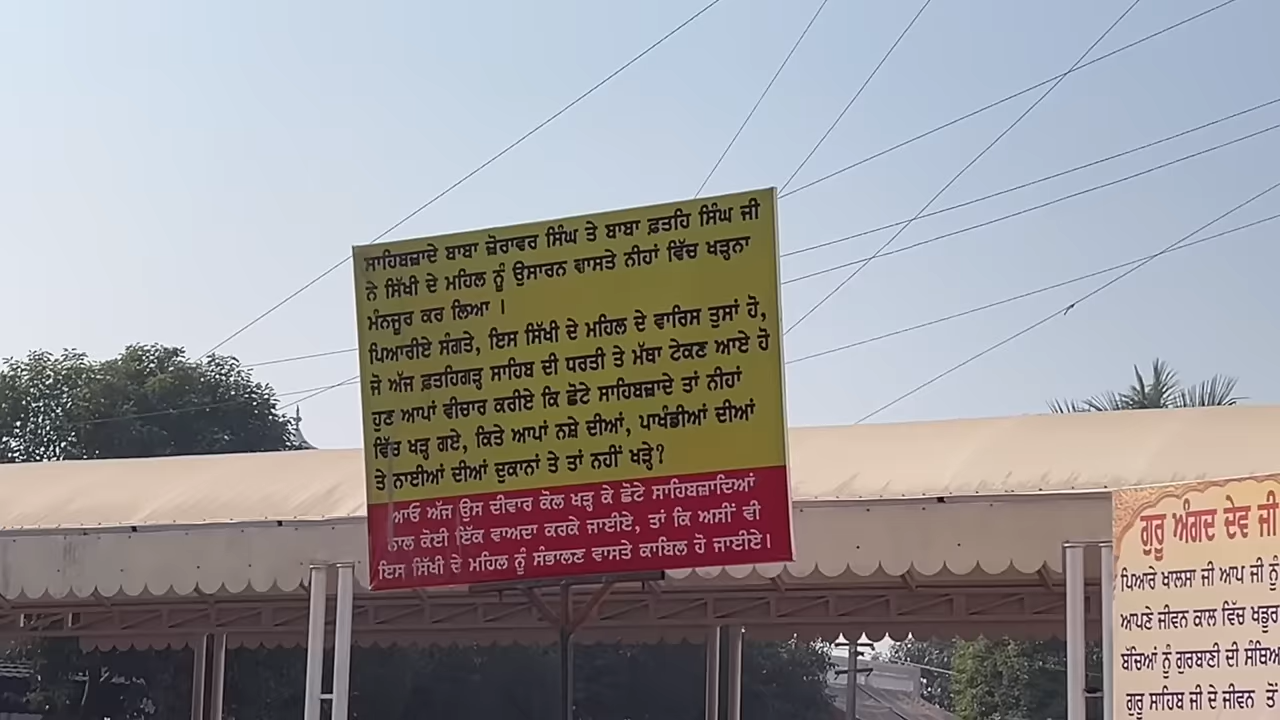 ਸਾਹਿਬਜ਼ਾਦੇ ਬਾਬਾ ਜ਼ੋਰਾਵਰ ਸਿੰਘ ਤੇ ਬਾਬਾ ਫ਼ਤਹਿ ਸਿੰਘ ਜੀ
ਨੇ ਸਿੱਖੀ ਦੇ ਮਹਿਲ ਨੂੰ ਉਸਾਰਨ ਵਾਸਤੇ ਨੀਹਾਂ ਵਿੱਚ ਖੜ੍ਹਨਾ
ਮੰਨਜ਼ੂਰ ਕਰ ਲਿਆ ।
ਪਿਆਰੀਏ ਸੰਗਤੇ, ਇਸ ਸਿੱਖੀ ਦੇ ਮਹਿਲ ਦੇ ਵਾਰਿਸ ਤੁਸਾਂ ਹੋ,
ਜੋ ਅੱਜ ਫ਼ਤਹਿਗੜ੍ਹ ਸਾਹਿਬ ਦੀ ਧਰਤੀ ਤੇ ਮੱਥਾ ਟੇਕਣ ਆਏ ਹੋ
ਹੁਣ ਆਪਾਂ ਵੀਚਾਰ ਕਰੀਏ ਕਿ ਛੋਟੇ ਸਾਹਿਬਜ਼ਾਦੇ ਤਾਂ ਨੀਹਾਂ
ਵਿੱਚ ਖੜ੍ਹ ਗਏ, ਕਿਤੇ ਆਪਾਂ ਨਸ਼ੇ ਦੀਆਂ, ਪਾਖੰਡੀਆਂ ਦੀਆਂ
ਤੇ ਨਾਈਆਂ ਦੀਆਂ ਦੁਕਾਨਾਂ ਤੇ ਤਾਂ ਨਹੀਂ ਖੜ੍ਹੇ?
ਆਓ ਅੱਜ ਉਸ ਦੀਵਾਰ ਕੋਲ ਖੜ੍ਹ ਕੇ ਛੋਟੇ ਸਾਹਿਬਜ਼ਾਦਿਆਂ
ਨਾਲ ਕੋਈ ਇੱਕ ਵਾਅਦਾ ਕਰਕੇ ਜਾਈਏ, ਤਾਂ ਕਿ ਅਸੀਂ ਵੀ
ਇਸ ਸਿੱਖੀ ਦੇ ਮਹਿਲ ਨੂੰ ਸੰਭਾਲਣ ਵਾਸਤੇ ਕਾਬਿਲ ਹੋ ਜਾਈਏ।
ਗੁਰੂ ਅੰਗਦ ਦੇਵ ਜੀ
ਪਿਆਰੇ ਖਾਲਸਾ ਜੀ ਆਪ ਜੀ ਨੂੰ
ਆਪਣੇ ਜੀਵਨ ਕਾਲ ਵਿੱਚ ਖਡੂਰ
ਬੱਚਿਆਂ ਨੂੰ ਗੁਰਬਾਣੀ ਦੀ ਸੰਥਿਆ
ਗੁਰੂ ਸਾਹਿਬ ਜੀ ਦੇ ਜੀਵਨ ਤੋਂ